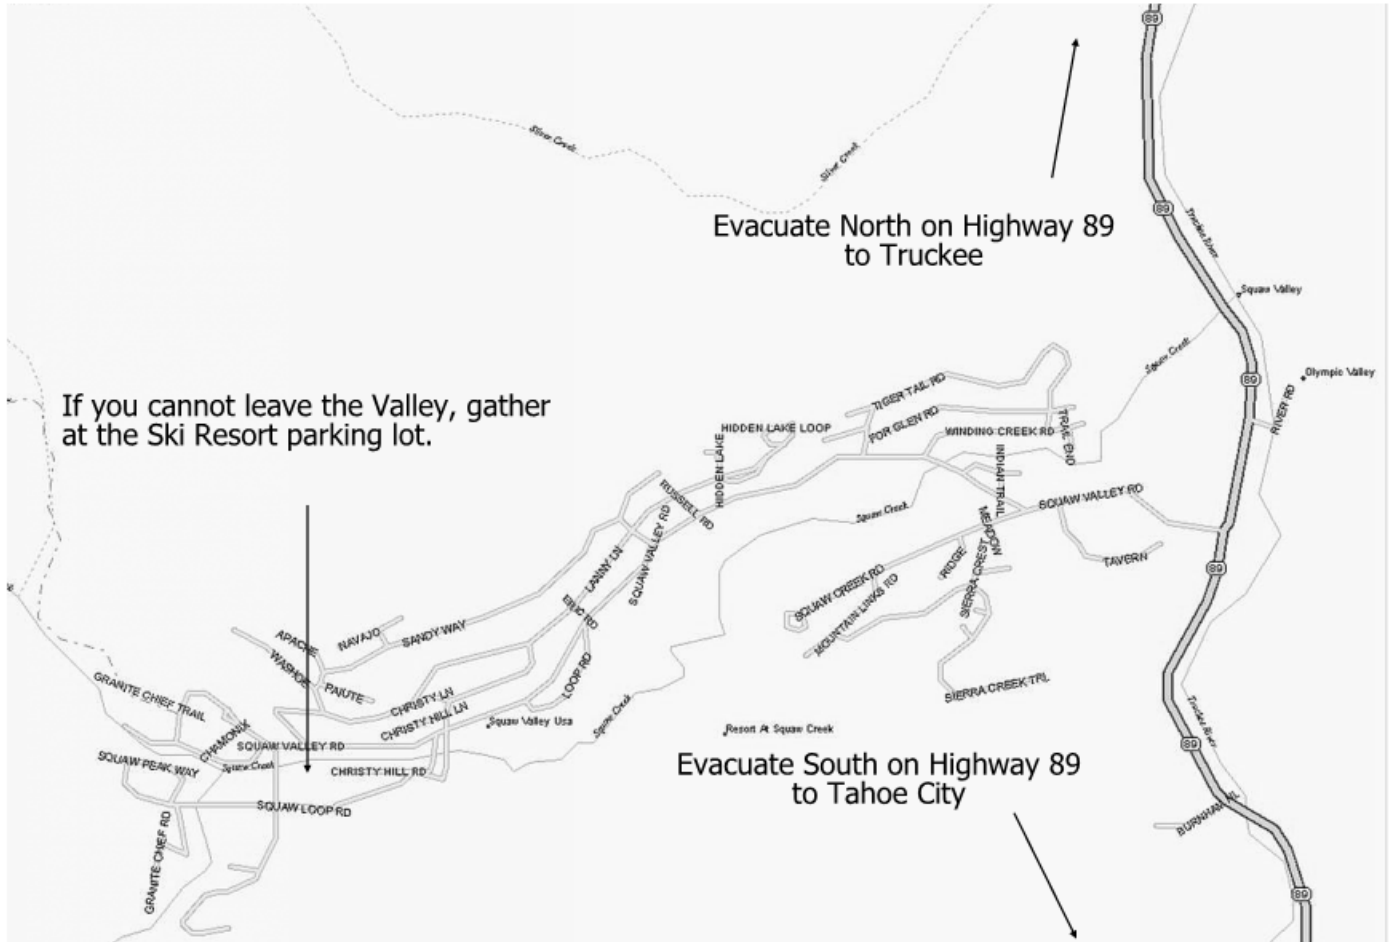 89
Silver Creek
Silver Creek
89
Truckee River
Evacuate North on Highway 89
to Truckee
Squaw Valley
Squaw Creek
Olympic Valley
89
RIVER RD
If you cannot leave the Valley, gather
at the Ski Resort parking lot.
TIGER TAIL RD
FOR GLEN RD
HIDDEN LAKE LOOP
WINDING CREEK RD
TRAIL END
HIDDEN LAKE
INDIAN TRAIL
RUSSELL RD
SQUAW VALLEY RD
Squaw Creek
MEADOW
SQUAW VALLEY RD
LANNY LN
RIDGE
TAVERN
89
SQUAW CREEK RD
SIERRA CREST
MOUNTAIN LINKS RD
ERIC RD
APACHE
NAVAJO
SANDY WAY
WASHOE
PAIUTE
LOOP RD
GRANITE CHIEF TRAIL
CHRISTY LN
CHRISTY HILL LN
SIERRA CREEK TRL
Squaw Creek
Squaw Valley Usa
Resort At Squaw Creek
Truckee River
CHAMONIX
SQUAW VALLEY RD
89
SQUAW PEAK WAY
Squaw Creek
CHRISTY HILL RD
Evacuate South on Highway 89
to Tahoe City
SQUAW LOOP RD
GRANITE CHIEF RD
89